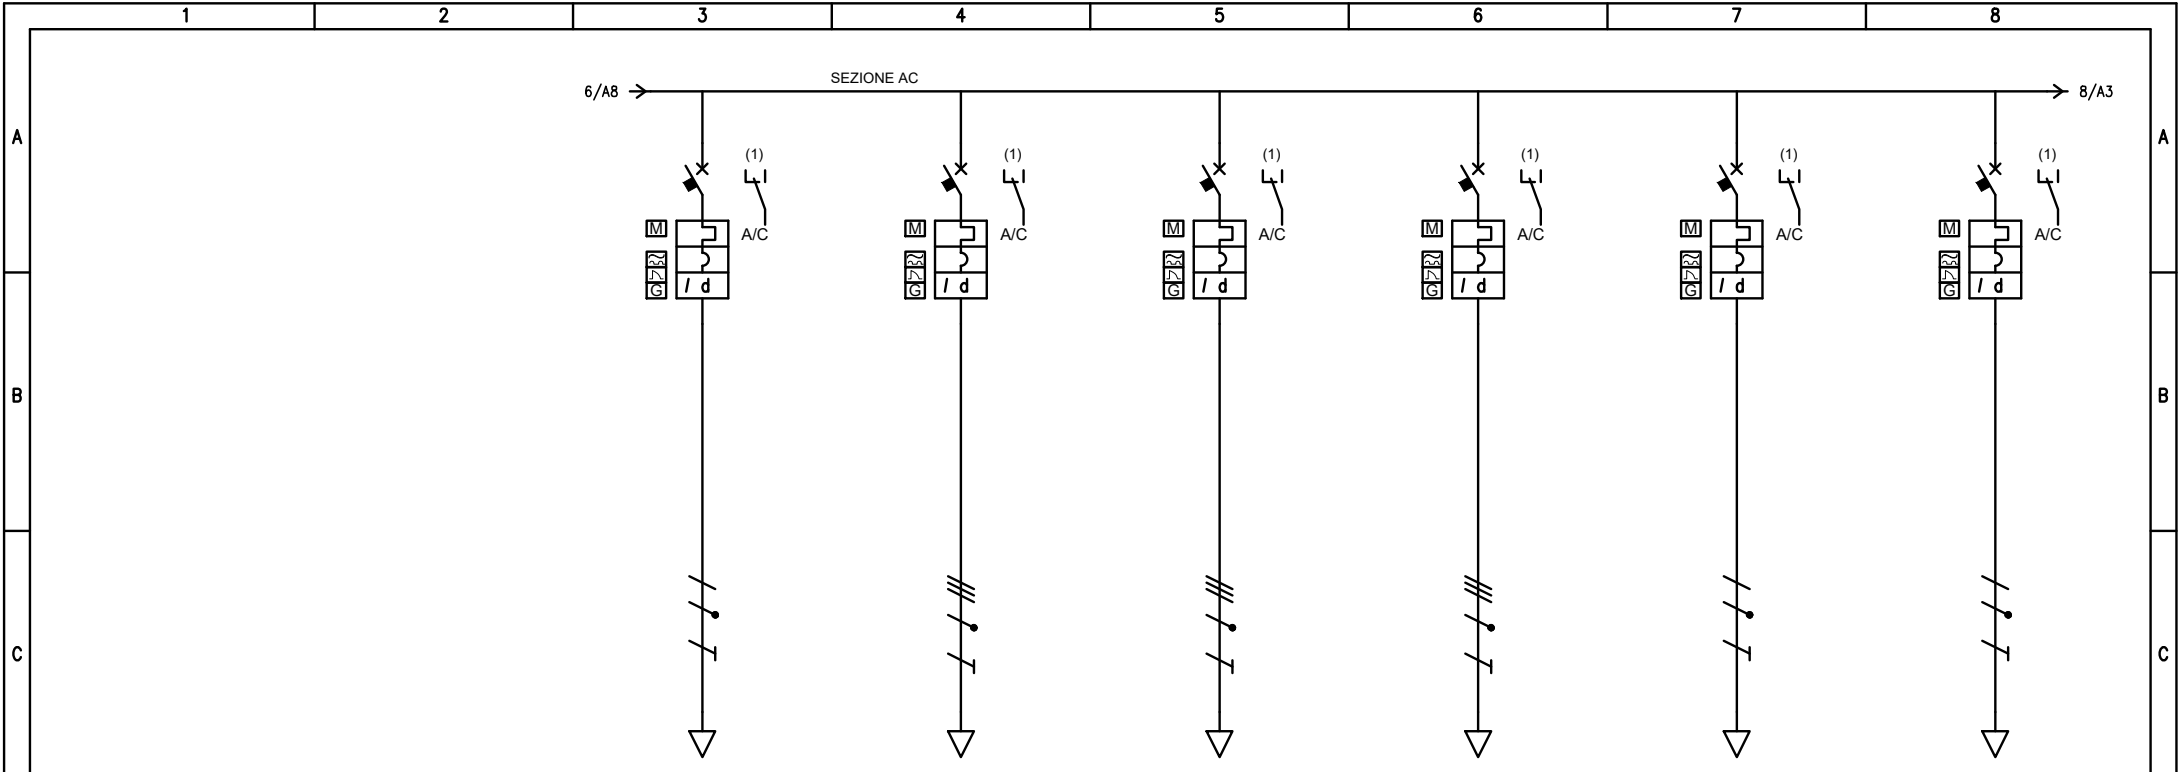 1 2 3 4 5 6 7 8
SEZIONE AC
6/A8 8/A3
A A
(1) (1) (1) (1) (1) (1)
M A/C M A/C M A/C M A/C M A/C M A/C
G I d G I d G I d G I d G I d G I d
B B
C C